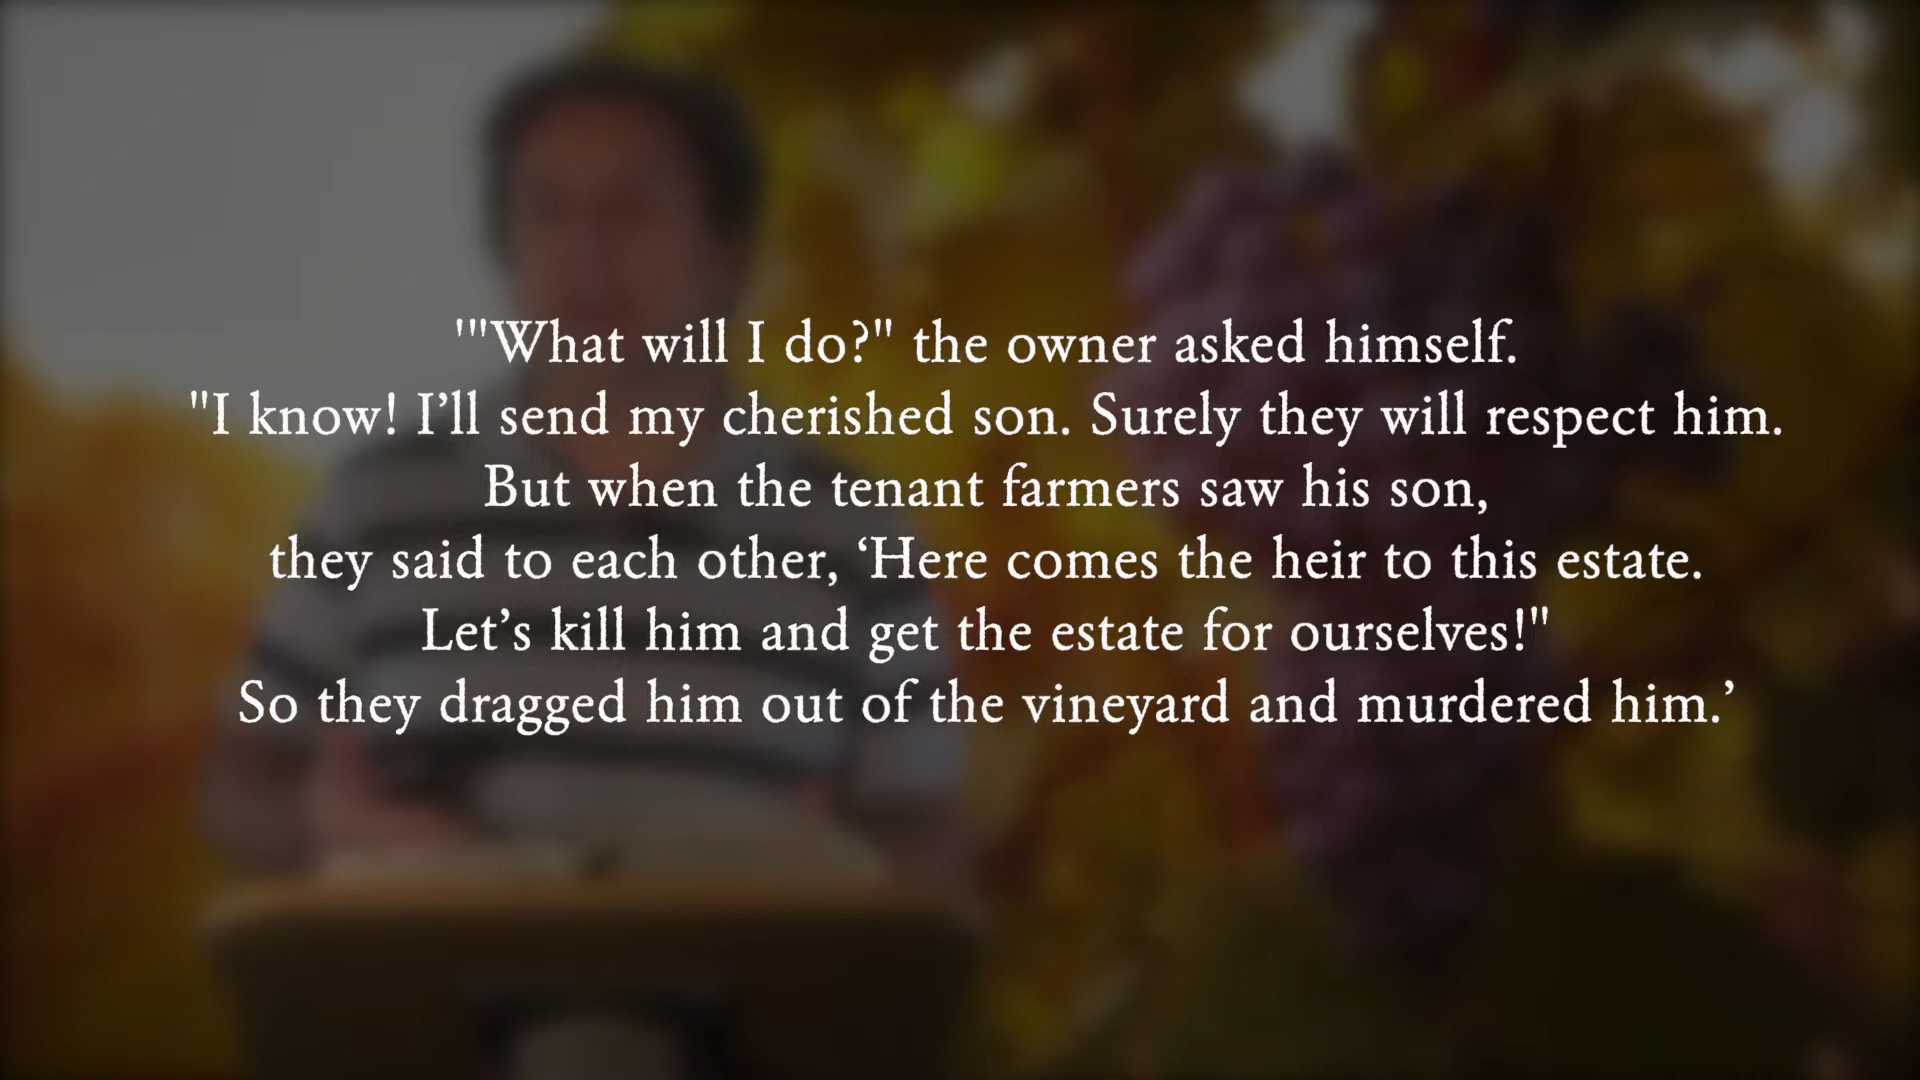 '"What will I do?" the owner asked himself.
"I know! I’ll send my cherished son. Surely they will respect him.
But when the tenant farmers saw his son,
they said to each other, ‘Here comes the heir to this estate.
Let’s kill him and get the estate for ourselves!"
So they dragged him out of the vineyard and murdered him.’